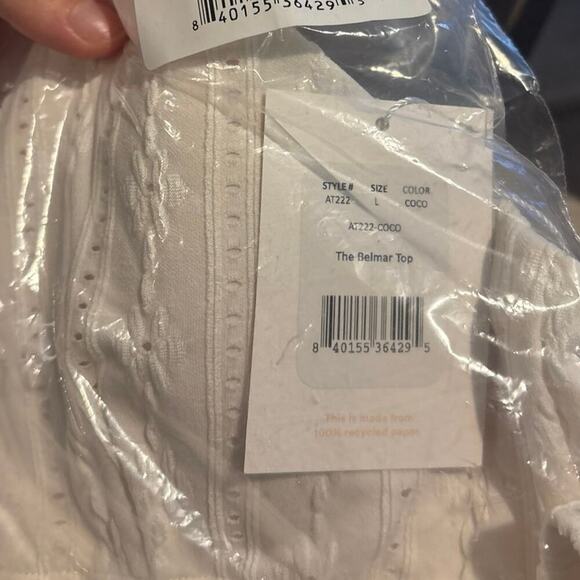 8 40155 36429 5
STYLE # SIZE COLOR
AT222 L COCO
AT222-COCO
The Belmar Top
8 40155 36429 5
This is made from
100% recycled paper